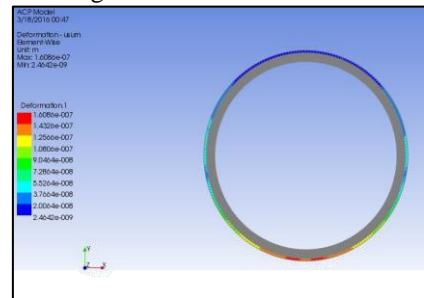 ACP Model
3/18/2016 00:47
Deformation - usum
Element-Wise
Unit: m
Max: 1.6086e-07
Min: 2.4642e-09
Deformation.1
1.6086e-007
1.4326e-007
1.2566e-007
1.0806e-007
9.0464e-008
7.2864e-008
5.5264e-008
3.7664e-008
2.0064e-008
2.4642e-009
Y
Z X